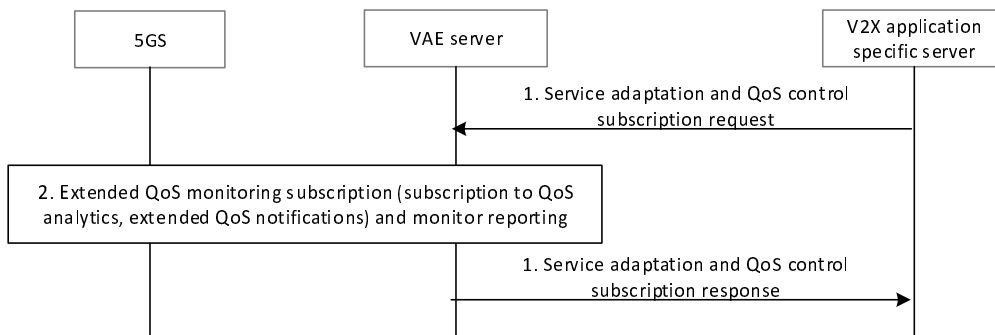 5GS
VAE server
V2X application
specific server
1. Service adaptation and QoS control
subscription request
2. Extended QoS monitoring subscription (subscription to QoS
analytics, extended QoS notifications) and monitor reporting
1. Service adaptation and QoS control
subscription response